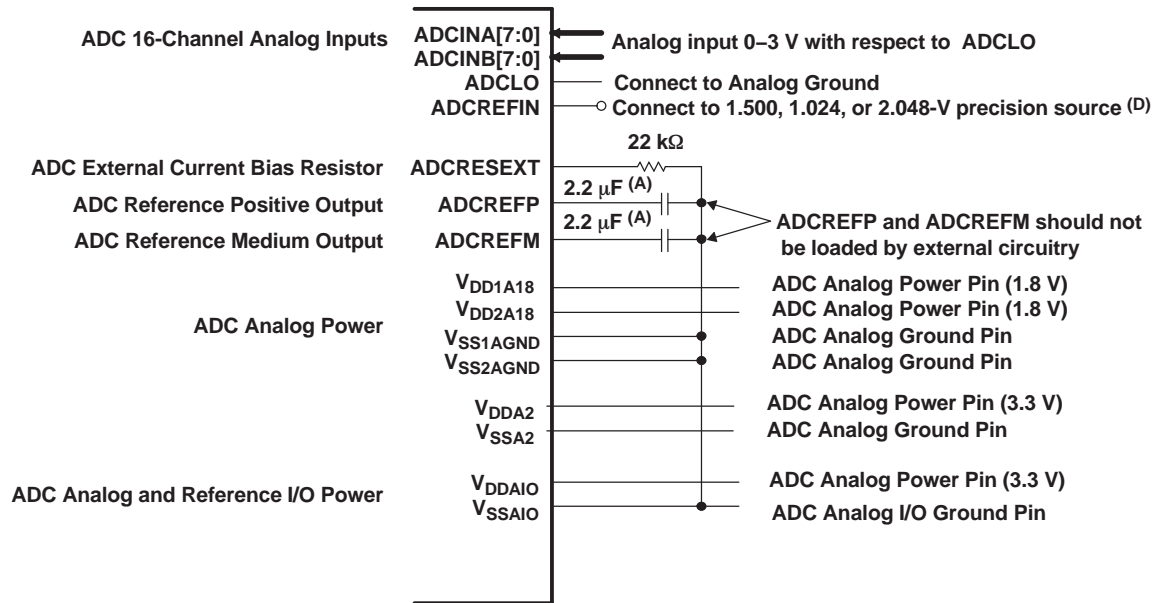 ADC 16-Channel Analog Inputs
ADCINA[7:0]
ADCINB[7:0]
Analog input 0–3 V with respect to ADCLO
ADCLO
Connect to Analog Ground
ADCREFIN
Connect to 1.500, 1.024, or 2.048-V precision source (D)
22 kΩ
ADC External Current Bias Resistor
ADCRESEXT
2.2 μF (A)
ADC Reference Positive Output
ADCREFP
2.2 μF (A)
ADC Reference Medium Output
ADCREFM
ADCREFP and ADCREFM should not
be loaded by external circuitry
VDD1A18
ADC Analog Power Pin (1.8 V)
VDD2A18
ADC Analog Power Pin (1.8 V)
ADC Analog Power
VSS1AGND
ADC Analog Ground Pin
VSS2AGND
ADC Analog Ground Pin
VDDA2
ADC Analog Power Pin (3.3 V)
VSSA2
ADC Analog Ground Pin
ADC Analog and Reference I/O Power
VDDAIO
ADC Analog Power Pin (3.3 V)
VSSAIO
ADC Analog I/O Ground Pin